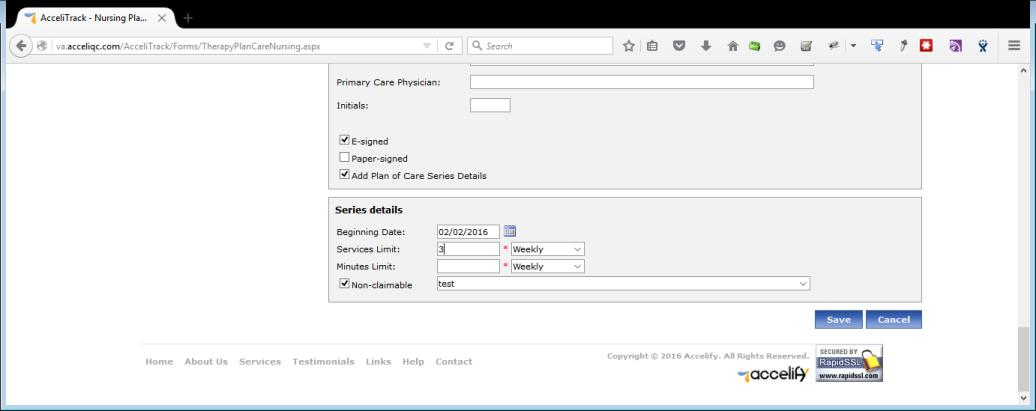 AcceliTrack - Nursing Pla...
va.acceliqc.com/AcceliTrack/Forms/TherapyPlanCareNursing.aspx
Search
Primary Care Physician:
Initials:
E-signed
Paper-signed
Add Plan of Care Series Details
Series details
Beginning Date: 02/02/2016
Services Limit: 3 * Weekly
Minutes Limit: * Weekly
Non-claimable test
Save Cancel
Home About Us Services Testimonials Links Help Contact
Copyright © 2016 Accelify. All Rights Reserved.
accelify
SECURED BY
RapidSSL
www.rapidssl.com